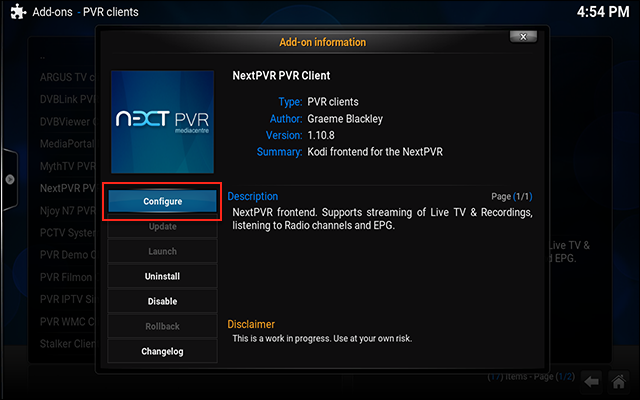 Add-ons - PVR clients
4:54 PM
Add-on information
x
NextPVR PVR Client
Type: PVR clients
Author: Graeme Blackley
Version: 1.10.8
Summary: Kodi frontend for the NextPVR
NEXT PVR
mediacentre
..
ARGUS TV c
DVBLink PV
DVBViewer
MediaPortal
MythTV PVR
NextPVR PV
Njoy N7 PVR
PCTV System
PVR Demo C
PVR Filmon
PVR IPTV Si
PVR WMC C
Stalker Clien
Configure
Update
Launch
Uninstall
Disable
Rollback
Changelog
Description
Page (1/1)
NextPVR frontend. Supports streaming of Live TV & Recordings,
listening to Radio channels and EPG.
Live TV &
EPG.
Disclaimer
This is a work in progress. Use at your own risk.
(17) Items - Page (1/2)